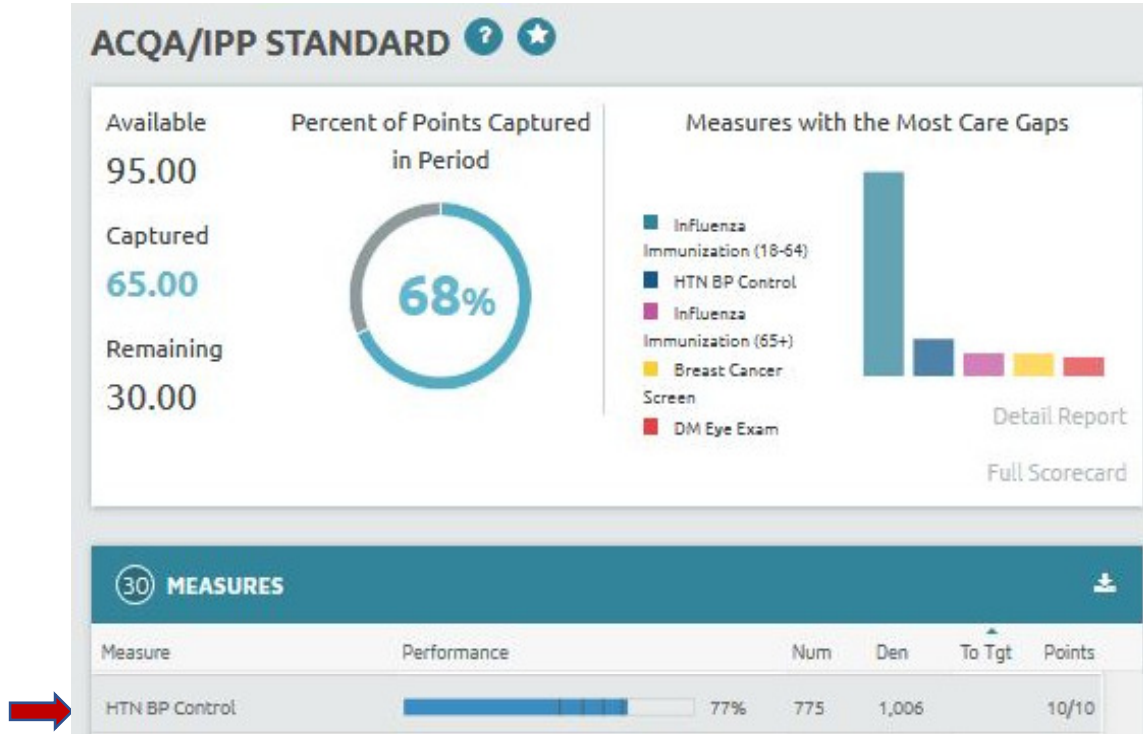 ACQA/IPP STANDARD ?
Available
95.00
Captured
65.00
Remaining
30.00
Percent of Points Captured
in Period
68%
Measures with the Most Care Gaps
Influenza
Immunization (18-64)
HTN BP Control
Influenza
Immunization (65+)
Breast Cancer
Screen
DM Eye Exam
Detail Report
Full Scorecard
30 MEASURES
Measure Performance Num Den To Tgt Points
HTN BP Control 77% 775 1,006 10/10